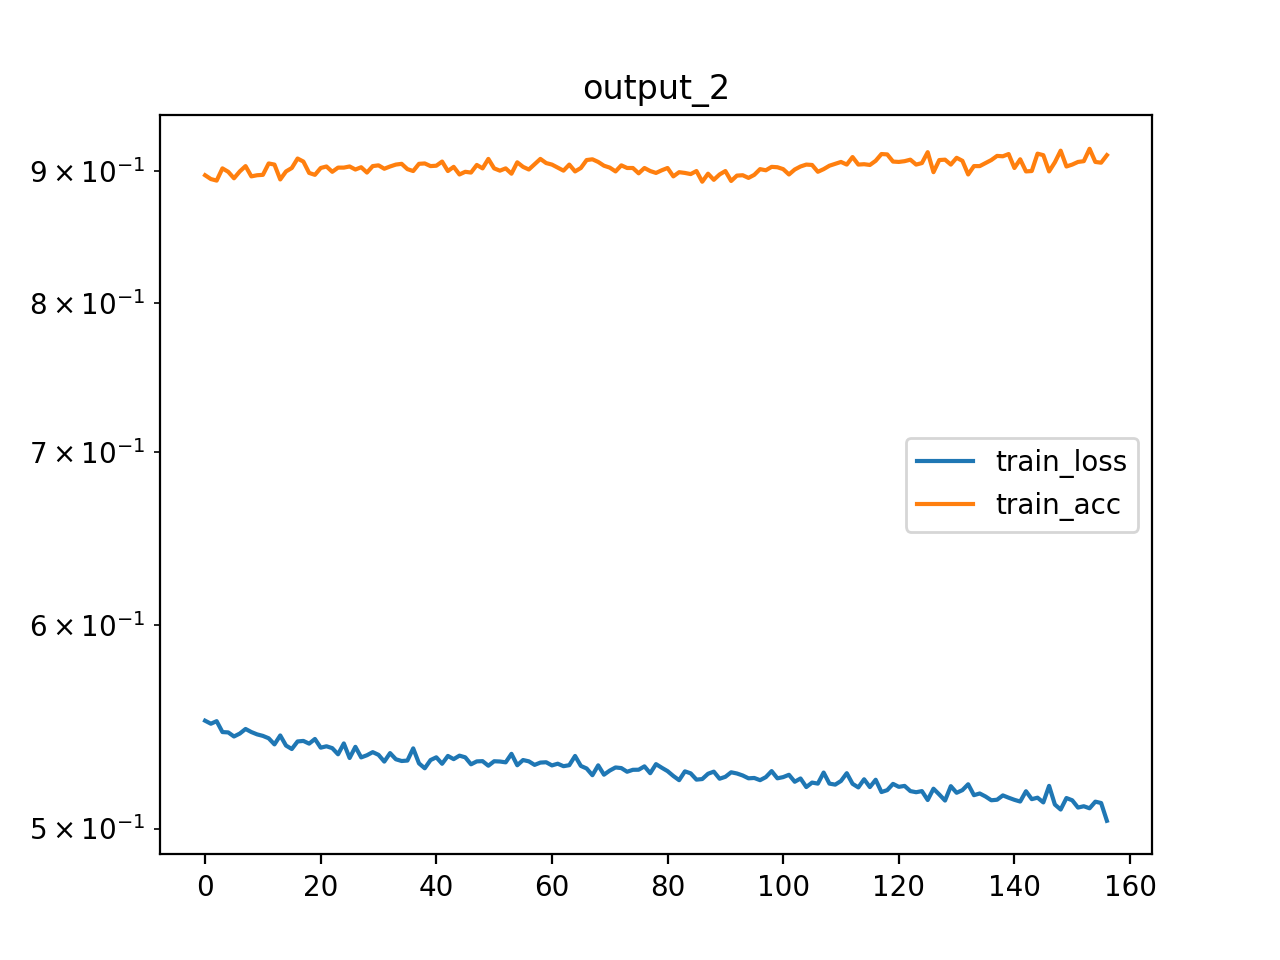 output_2
9 × 10⁻¹
8 × 10⁻¹
7 × 10⁻¹
6 × 10⁻¹
5 × 10⁻¹
train_loss
train_acc
0 20 40 60 80 100 120 140 160